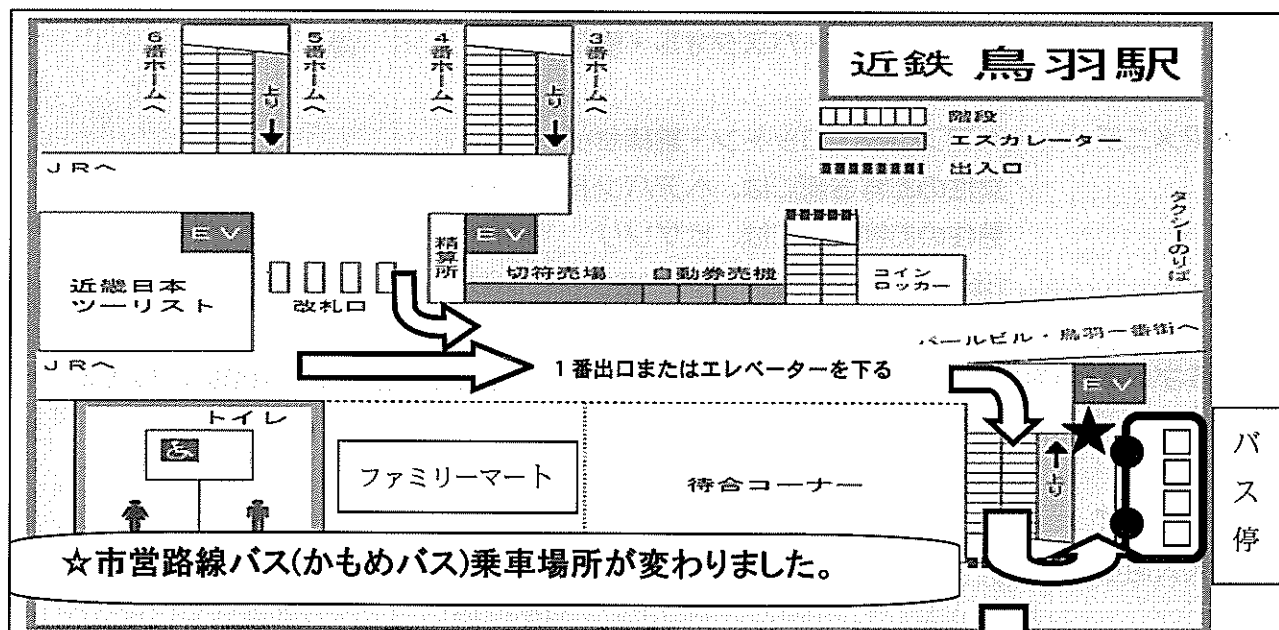 近鉄 鳥羽駅
階段
エスカレーター
出入口
6番ホームへ
5番ホームへ
4番ホームへ
3番ホームへ
上り
上り
JRへ
EV
EV
精算所
近畿日本
ツーリスト
改札口
切符売場
自動券売機
コイン
ロッカー
タクシーのりば
パールビル・鳥羽一番街へ
JRへ
1番出口またはエレベーターを下る
EV
トイレ
ファミリーマート
待合コーナー
上り
バス停
☆市営路線バス(かもめバス)乗車場所が変わりました。